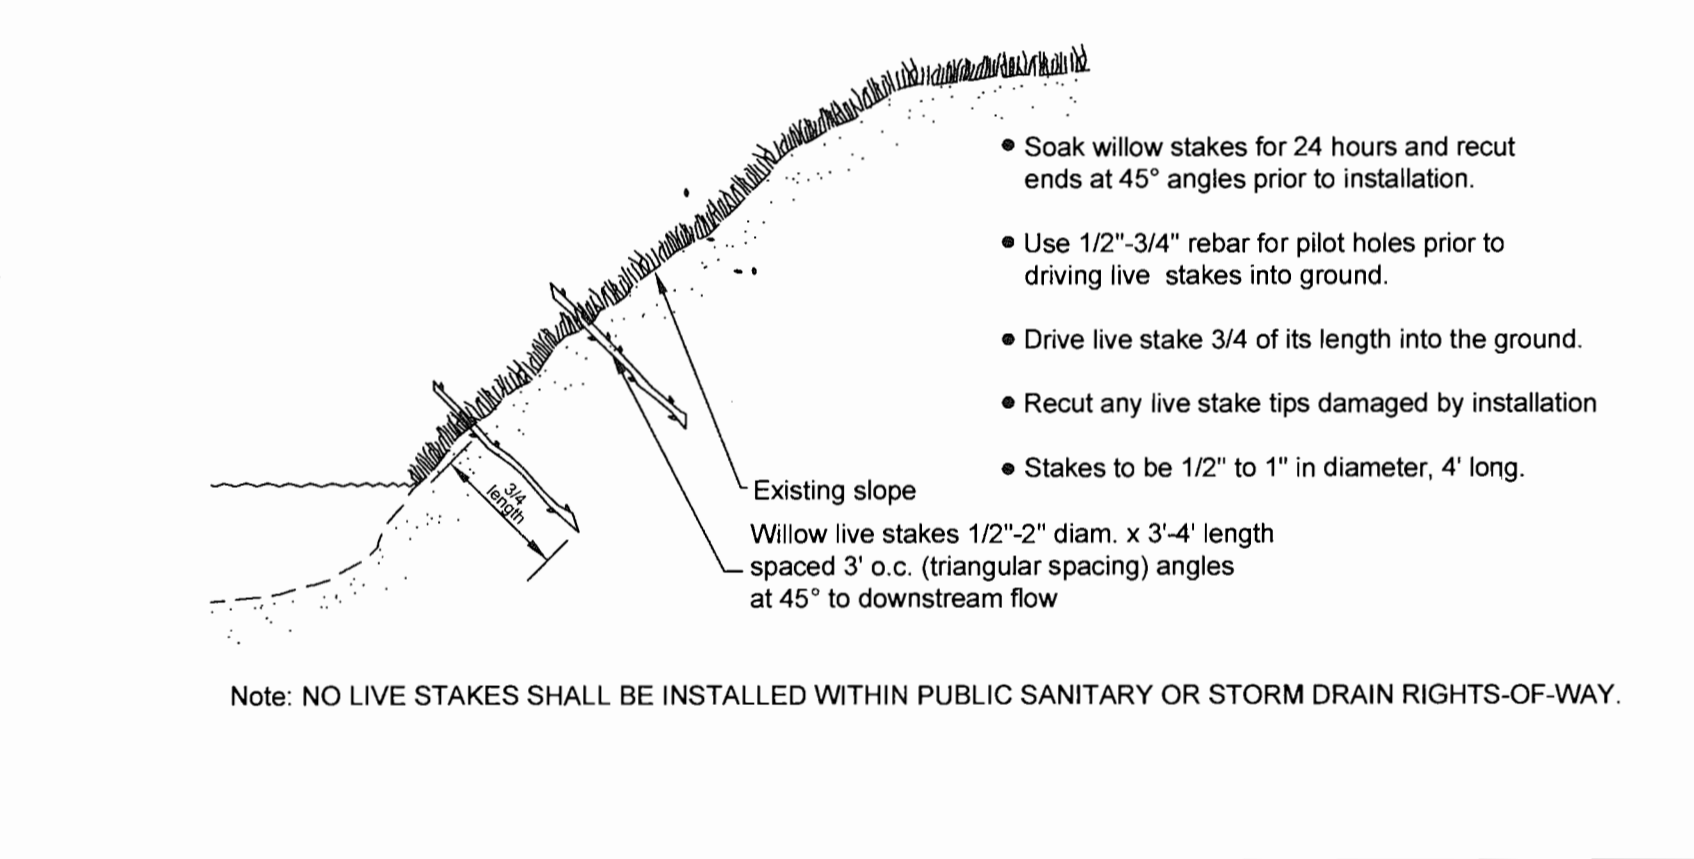 ● Soak willow stakes for 24 hours and recut
ends at 45° angles prior to installation.
● Use 1/2"-3/4" rebar for pilot holes prior to
driving live stakes into ground.
● Drive live stake 3/4 of its length into the ground.
● Recut any live stake tips damaged by installation
● Stakes to be 1/2" to 1" in diameter, 4' long.
3/4
length
Existing slope
Willow live stakes 1/2"-2" diam. x 3'-4' length
spaced 3' o.c. (triangular spacing) angles
at 45° to downstream flow
Note: NO LIVE STAKES SHALL BE INSTALLED WITHIN PUBLIC SANITARY OR STORM DRAIN RIGHTS-OF-WAY.